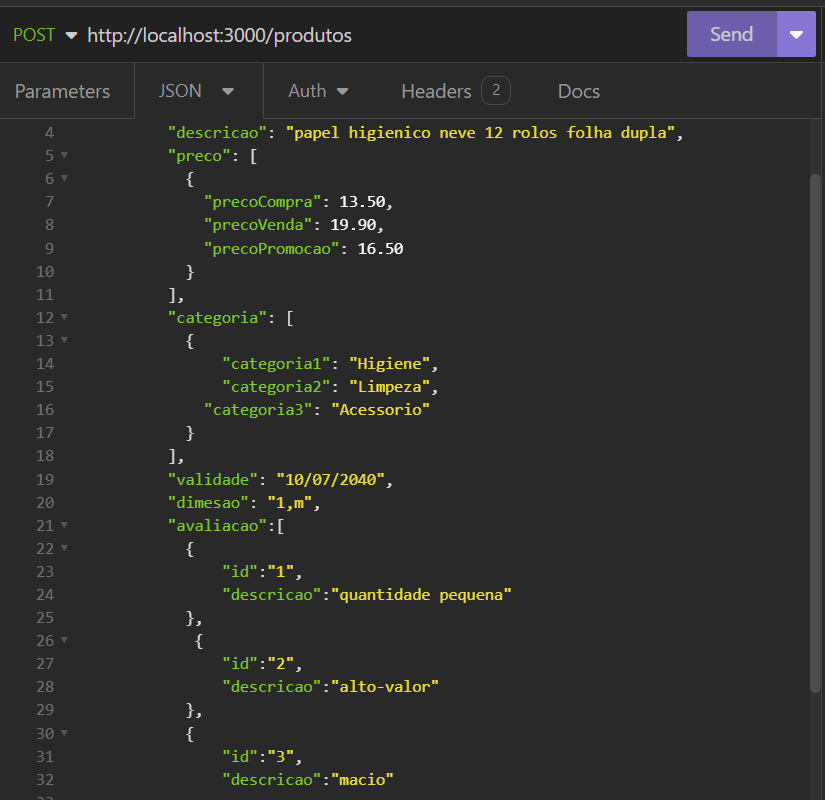 POST http://localhost:3000/produtos Send
Parameters JSON Auth Headers 2 Docs
4 "descricao": "papel higienico neve 12 rolos folha dupla",
5 "preco": [
6 {
7 "precoCompra": 13.50,
8 "precoVenda": 19.90,
9 "precoPromocao": 16.50
10 }
11 ],
12 "categoria": [
13 {
14 "categoria1": "Higiene",
15 "categoria2": "Limpeza",
16 "categoria3": "Acessorio"
17 }
18 ],
19 "validade": "10/07/2040",
20 "dimesao": "1,m",
21 "avaliacao":[
22 {
23 "id":"1",
24 "descricao":"quantidade pequena"
25 },
26 {
27 "id":"2",
28 "descricao":"alto-valor"
29 },
30 {
31 "id":"3",
32 "descricao":"macio"